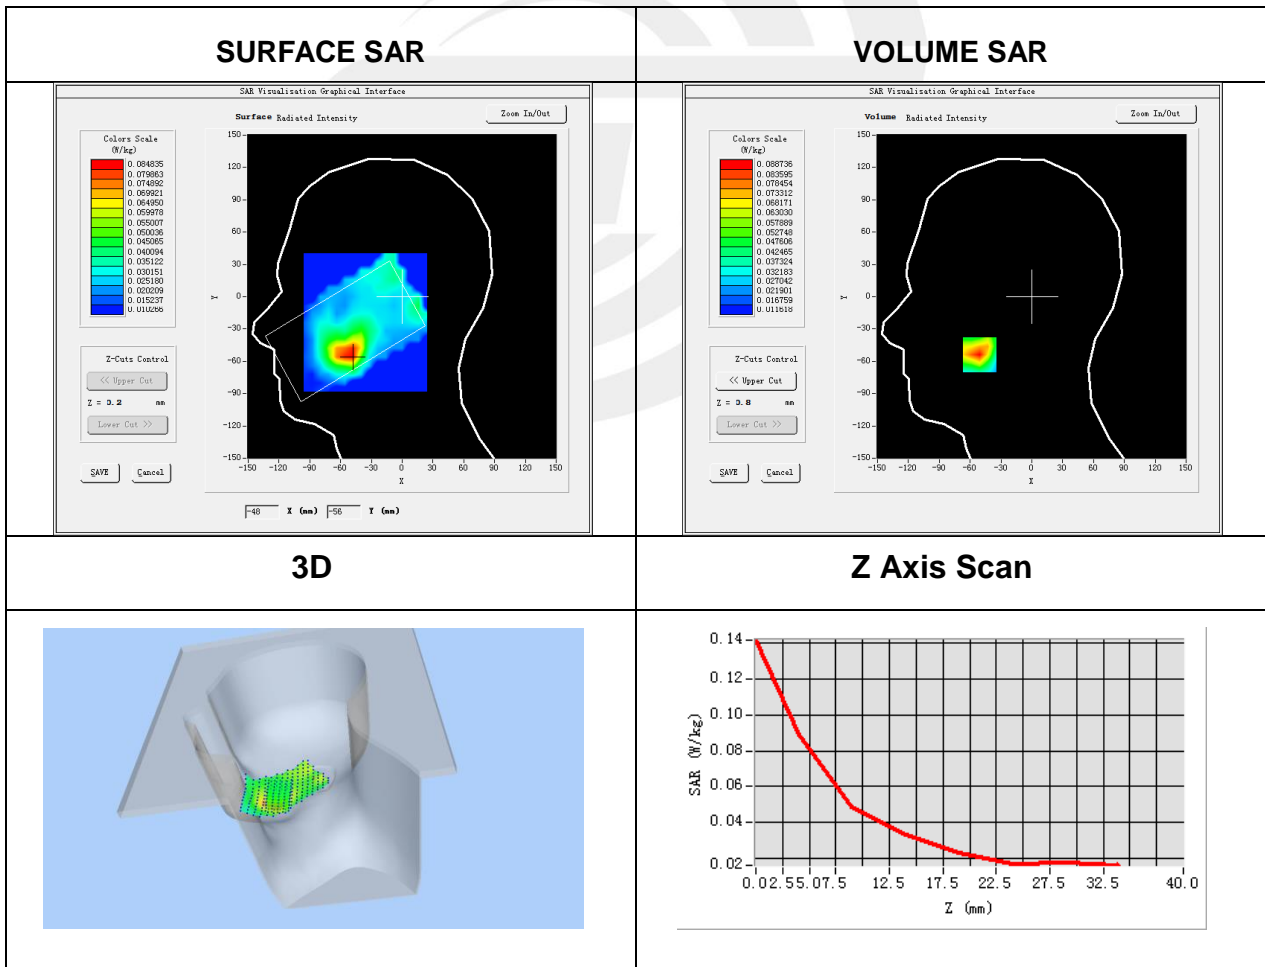 SURFACE SAR
SAR Visualisation Graphical Interface
Surface Radiated Intensity
Zoom In/Out
Colors Scale
(W/kg)
0.084835
0.079863
0.074892
0.069921
0.064950
0.059978
0.055007
0.050036
0.045065
0.040094
0.035122
0.030151
0.025180
0.020209
0.015237
0.010266
150
120
90
60
30
0
-30
-60
-90
-120
-150
Y
-150 -120 -90 -60 -30 0 30 60 90 120 150
X
Z-Cuts Control
<< Upper Cut
Z = 0.2 mm
Lower Cut >>
SAVE Cancel
-48 X (mm) -56 Y (mm)
VOLUME SAR
SAR Visualisation Graphical Interface
Volume Radiated Intensity
Zoom In/Out
Colors Scale
(W/kg)
0.088736
0.083595
0.078454
0.073312
0.068171
0.063030
0.057889
0.052748
0.047606
0.042465
0.037324
0.032183
0.027042
0.021901
0.016759
0.011618
150
120
90
60
30
0
-30
-60
-90
-120
-150
Y
-150 -120 -90 -60 -30 0 30 60 90 120 150
X
Z-Cuts Control
<< Upper Cut
Z = 0.8 mm
Lower Cut >>
SAVE Cancel
3D
Z Axis Scan
0.14
0.12
0.10
0.08
0.06
0.04
0.02
SAR (W/kg)
0.02.55.07.5 12.5 17.5 22.5 27.5 32.5 40.0
Z (mm)